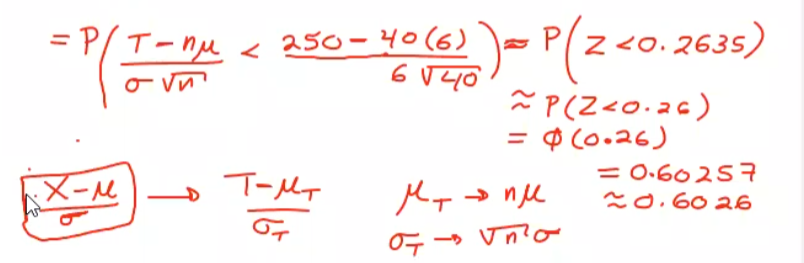 = P( (T - nμ)/(σ√n) < (250 - 40(6))/(6√40) ) ≈ P( Z < 0.2635)
≈ P(Z<0.26)
= Φ(0.26)
= 0.60257
≈0.6026
(X - μ)/σ → (T - μ_T)/σ_T
μ_T → nμ
σ_T → √n σ